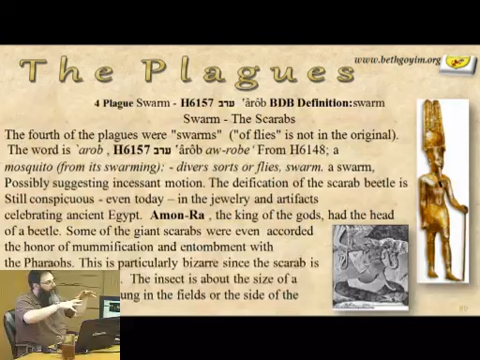 www.bethgoyim.org
The Plagues
4 Plague Swarm - H6157 ערב ‛ârôb BDB Definition:swarm
Swarm - The Scarabs
The fourth of the plagues were "swarms" ("of flies" is not in the original).
The word is `arob , H6157 ערב ‛ârôb aw-robe' From H6148; a
mosquito (from its swarming): - divers sorts or flies, swarm. a swarm,
Possibly suggesting incessant motion. The deification of the scarab beetle is
Still conspicuous - even today – in the jewelry and artifacts
celebrating ancient Egypt. Amon-Ra , the king of the gods, had the head
of a beetle. Some of the giant scarabs were even accorded
the honor of mummification and entombment with
the Pharaohs. This is particularly bizarre since the scarab is
. The insect is about the size of a
ung in the fields or the side of the